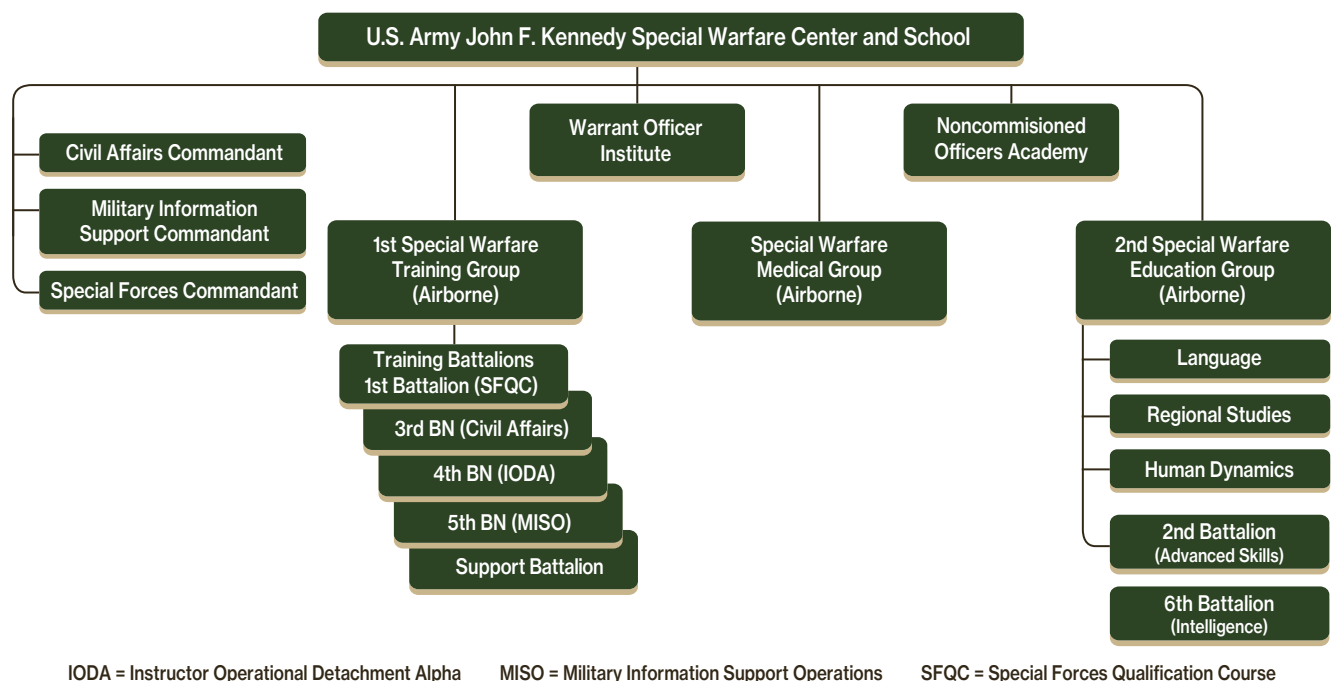 U.S. Army John F. Kennedy Special Warfare Center and School
Warrant Officer
Institute
Noncommisioned
Officers Academy
Civil Affairs Commandant
Military Information
Support Commandant
Special Forces Commandant
1st Special Warfare
Training Group
(Airborne)
Special Warfare
Medical Group
(Airborne)
2nd Special Warfare
Education Group
(Airborne)
Training Battalions
1st Battalion (SFQC)
3rd BN (Civil Affairs)
4th BN (IODA)
5th BN (MISO)
Support Battalion
Language
Regional Studies
Human Dynamics
2nd Battalion
(Advanced Skills)
6th Battalion
(Intelligence)
IODA = Instructor Operational Detachment Alpha MISO = Military Information Support Operations SFQC = Special Forces Qualification Course